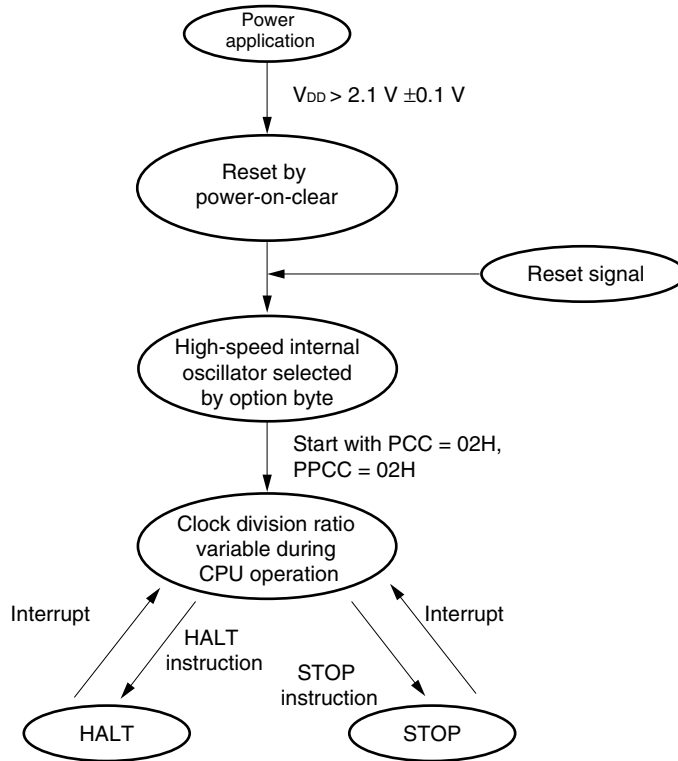 Power
application
VDD > 2.1 V ±0.1 V
Reset by
power-on-clear
Reset signal
High-speed internal
oscillator selected
by option byte
Start with PCC = 02H,
PPCC = 02H
Clock division ratio
variable during
CPU operation
Interrupt
HALT
instruction
STOP
instruction
Interrupt
HALT
STOP